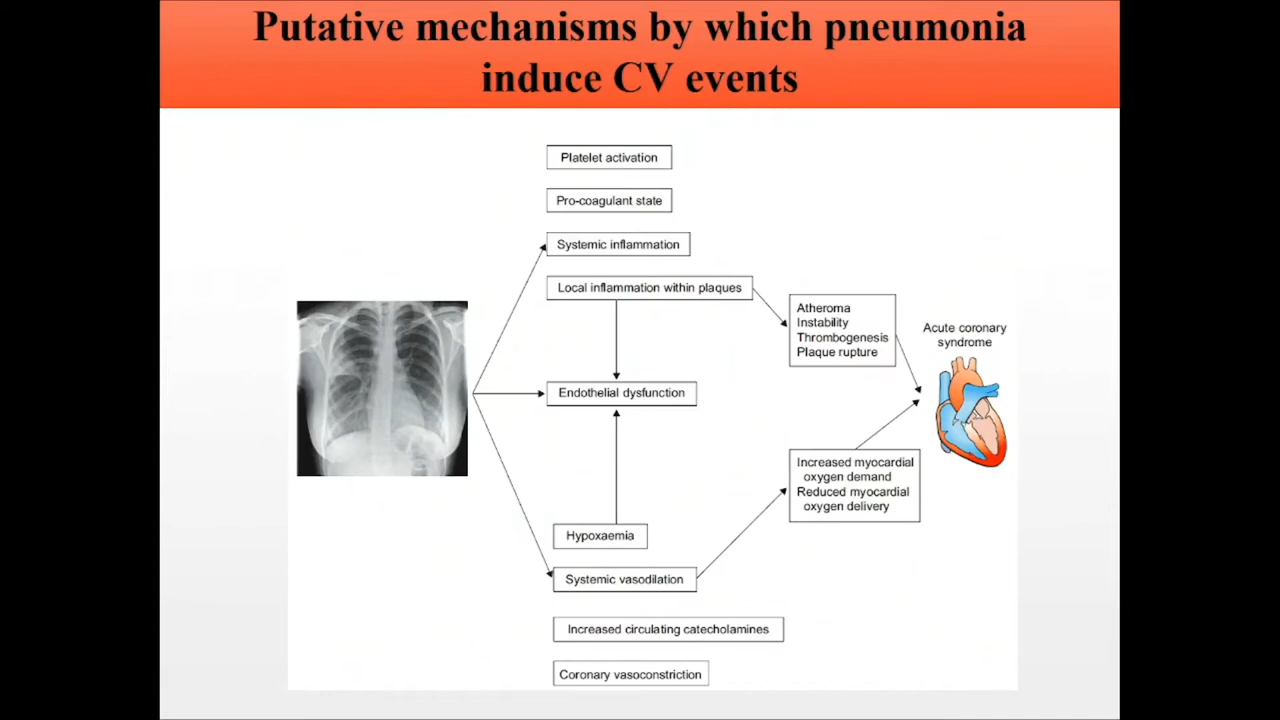 Putative mechanisms by which pneumonia
induce CV events
Platelet activation
Pro-coagulant state
Systemic inflammation
Local inflammation within plaques
Atheroma
Instability
Thrombogenesis
Plaque rupture
Acute coronary
syndrome
Endothelial dysfunction
Increased myocardial
oxygen demand
Reduced myocardial
oxygen delivery
Hypoxaemia
Systemic vasodilation
Increased circulating catecholamines
Coronary vasoconstriction